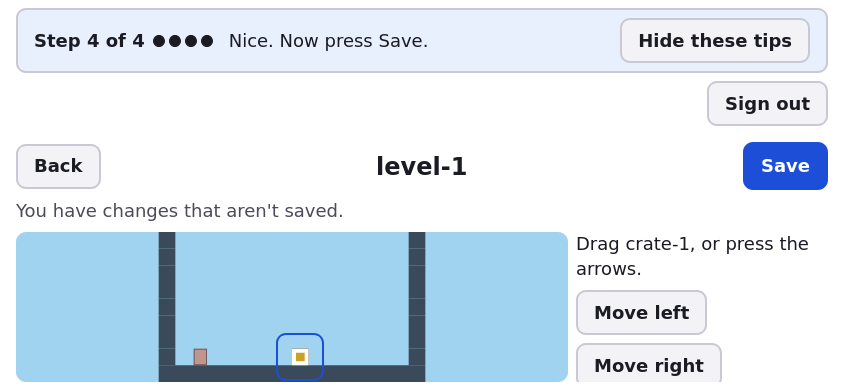 Step 4 of 4 Nice. Now press Save. Hide these tips
Sign out
Back level-1 Save
You have changes that aren't saved.
Drag crate-1, or press the
arrows.
Move left
Move right